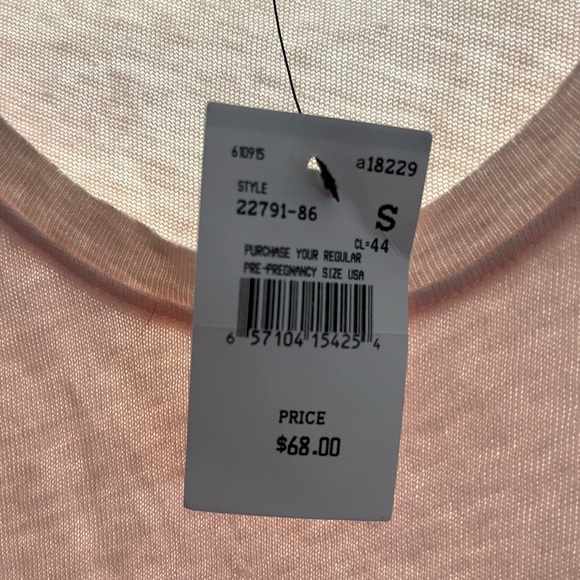 610915 a18229
STYLE
22791-86 S
CL=44
PURCHASE YOUR REGULAR
PRE-PREGNANCY SIZE USA
6 57104 15425 4
PRICE
$68.00